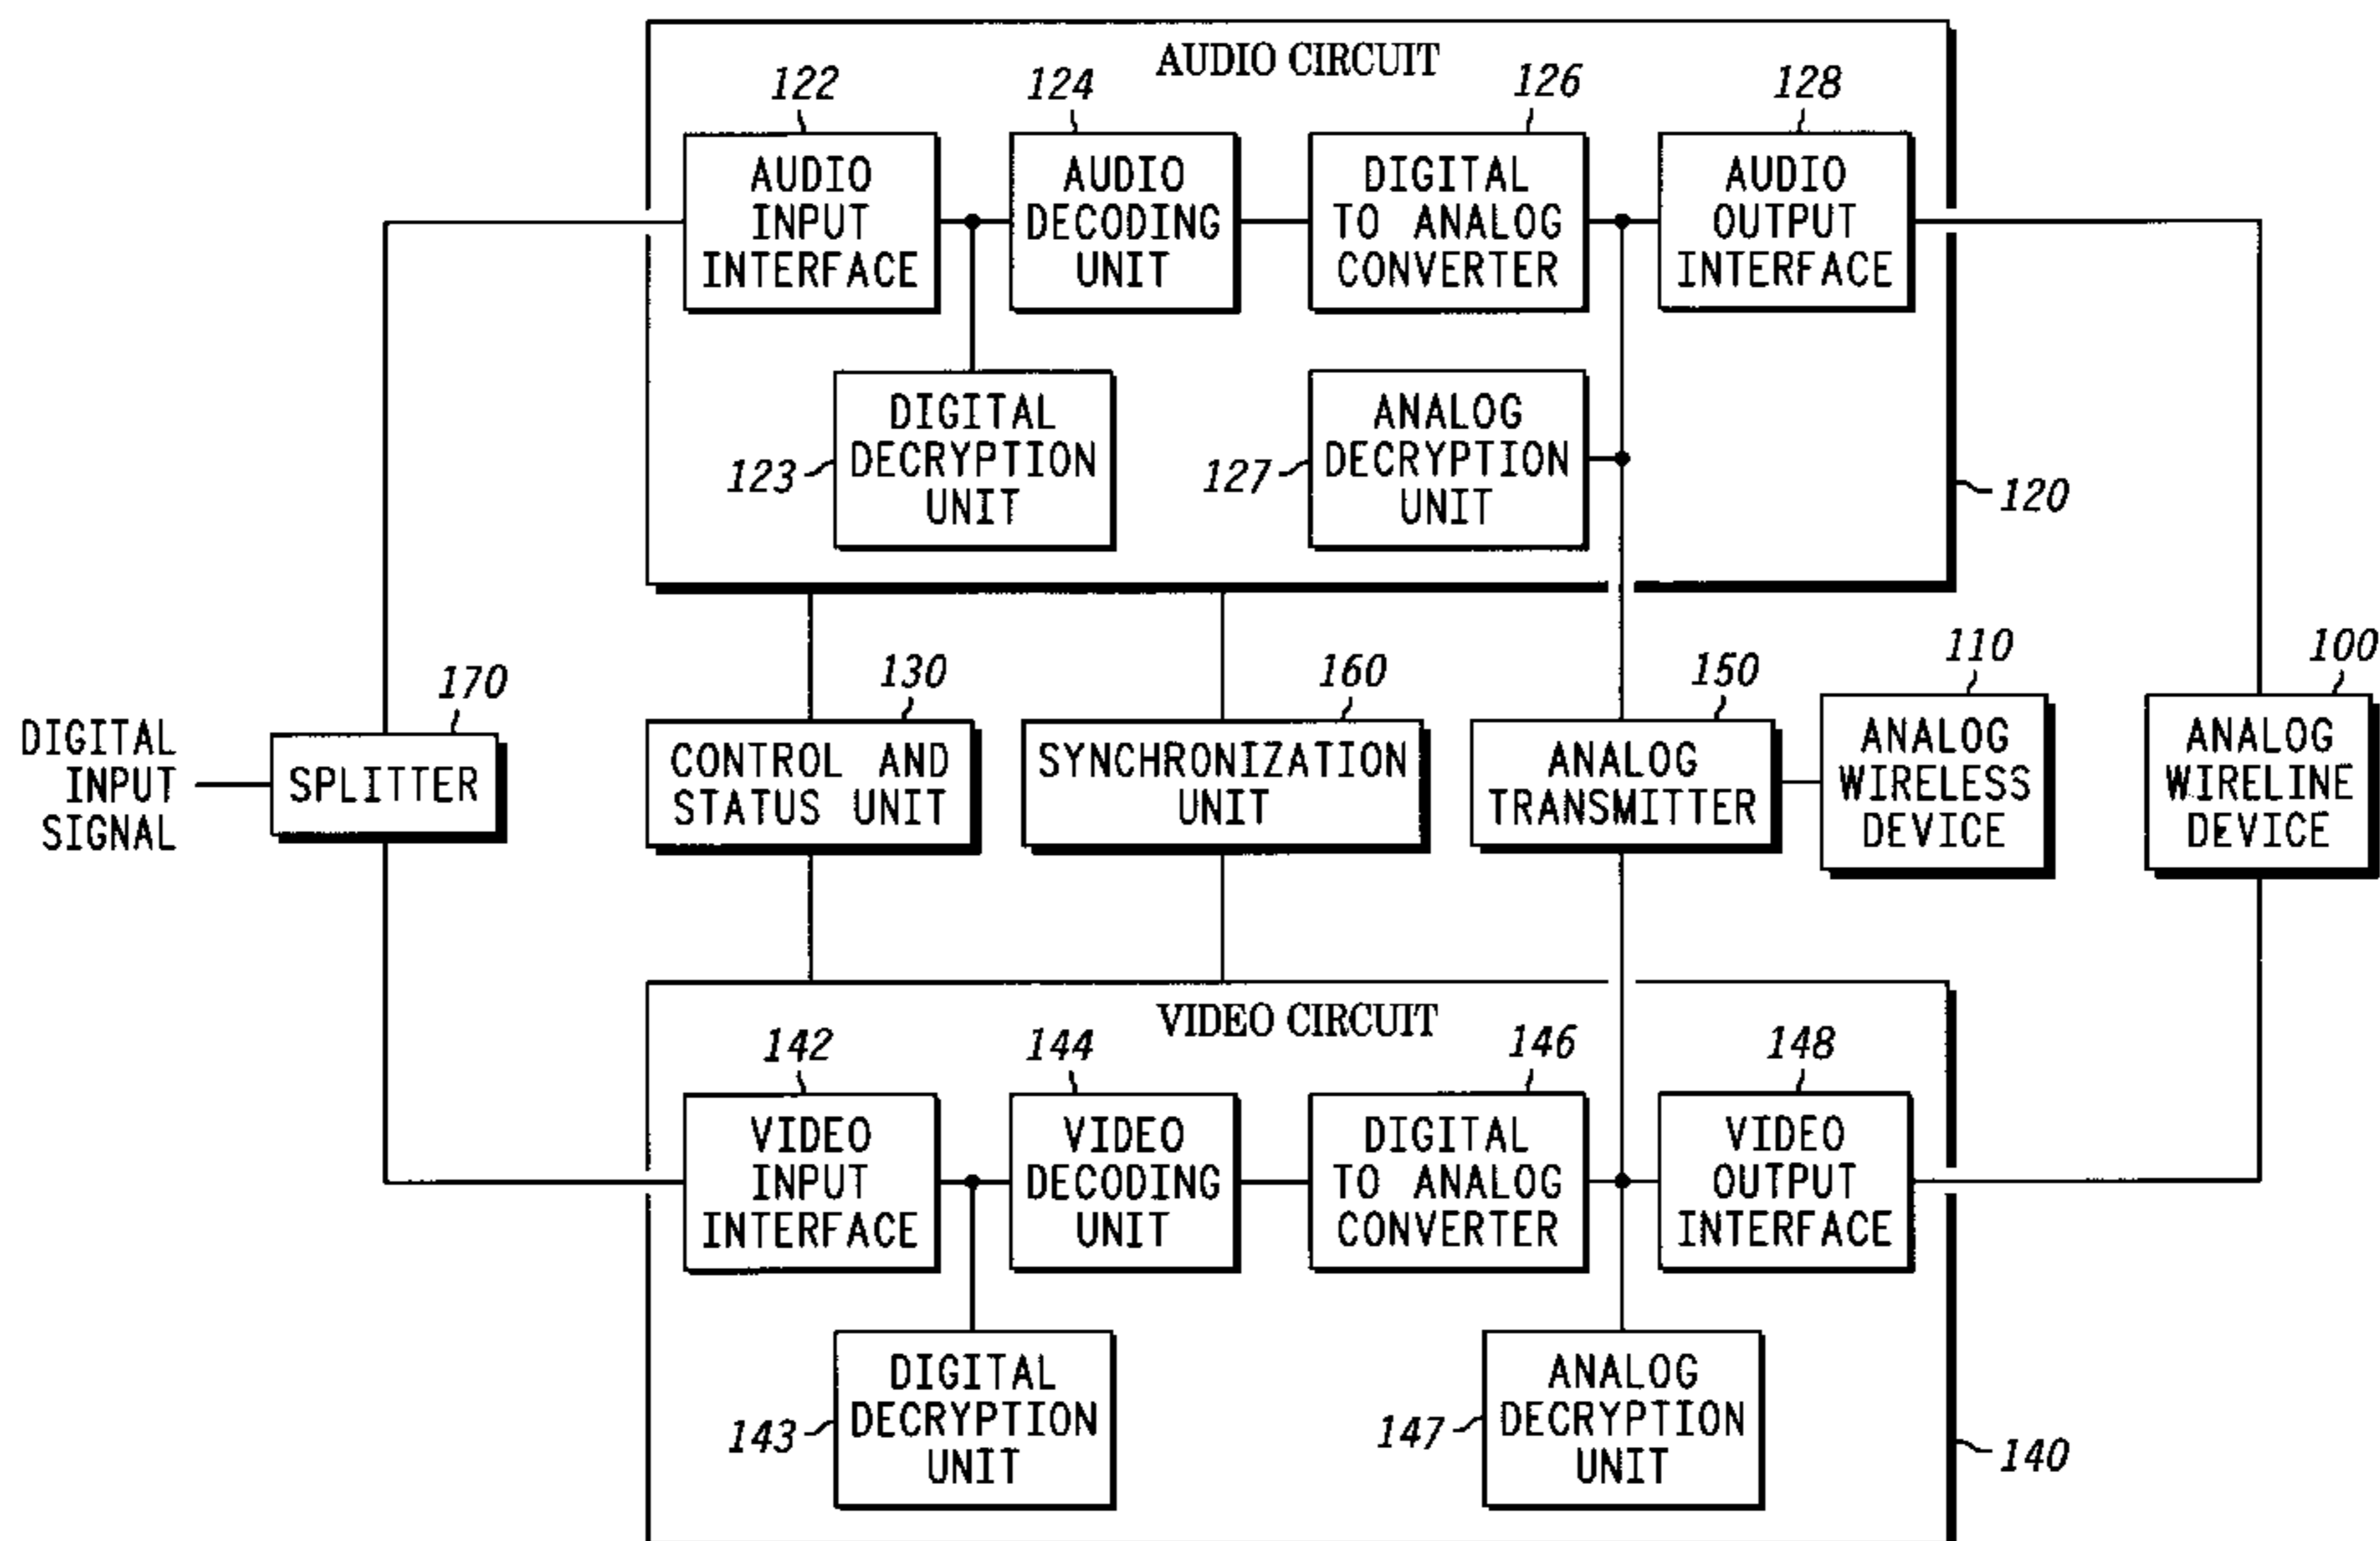 AUDIO CIRCUIT
122
124
126
128
AUDIO
INPUT
INTERFACE
AUDIO
DECODING
UNIT
DIGITAL
TO ANALOG
CONVERTER
AUDIO
OUTPUT
INTERFACE
DIGITAL
DECRYPTION
UNIT
123
ANALOG
DECRYPTION
UNIT
127
120
DIGITAL
INPUT
SIGNAL
170
SPLITTER
130
CONTROL AND
STATUS UNIT
160
SYNCHRONIZATION
UNIT
150
ANALOG
TRANSMITTER
110
ANALOG
WIRELESS
DEVICE
100
ANALOG
WIRELINE
DEVICE
VIDEO CIRCUIT
142
144
146
148
VIDEO
INPUT
INTERFACE
VIDEO
DECODING
UNIT
DIGITAL
TO ANALOG
CONVERTER
VIDEO
OUTPUT
INTERFACE
DIGITAL
DECRYPTION
UNIT
143
ANALOG
DECRYPTION
UNIT
147
140